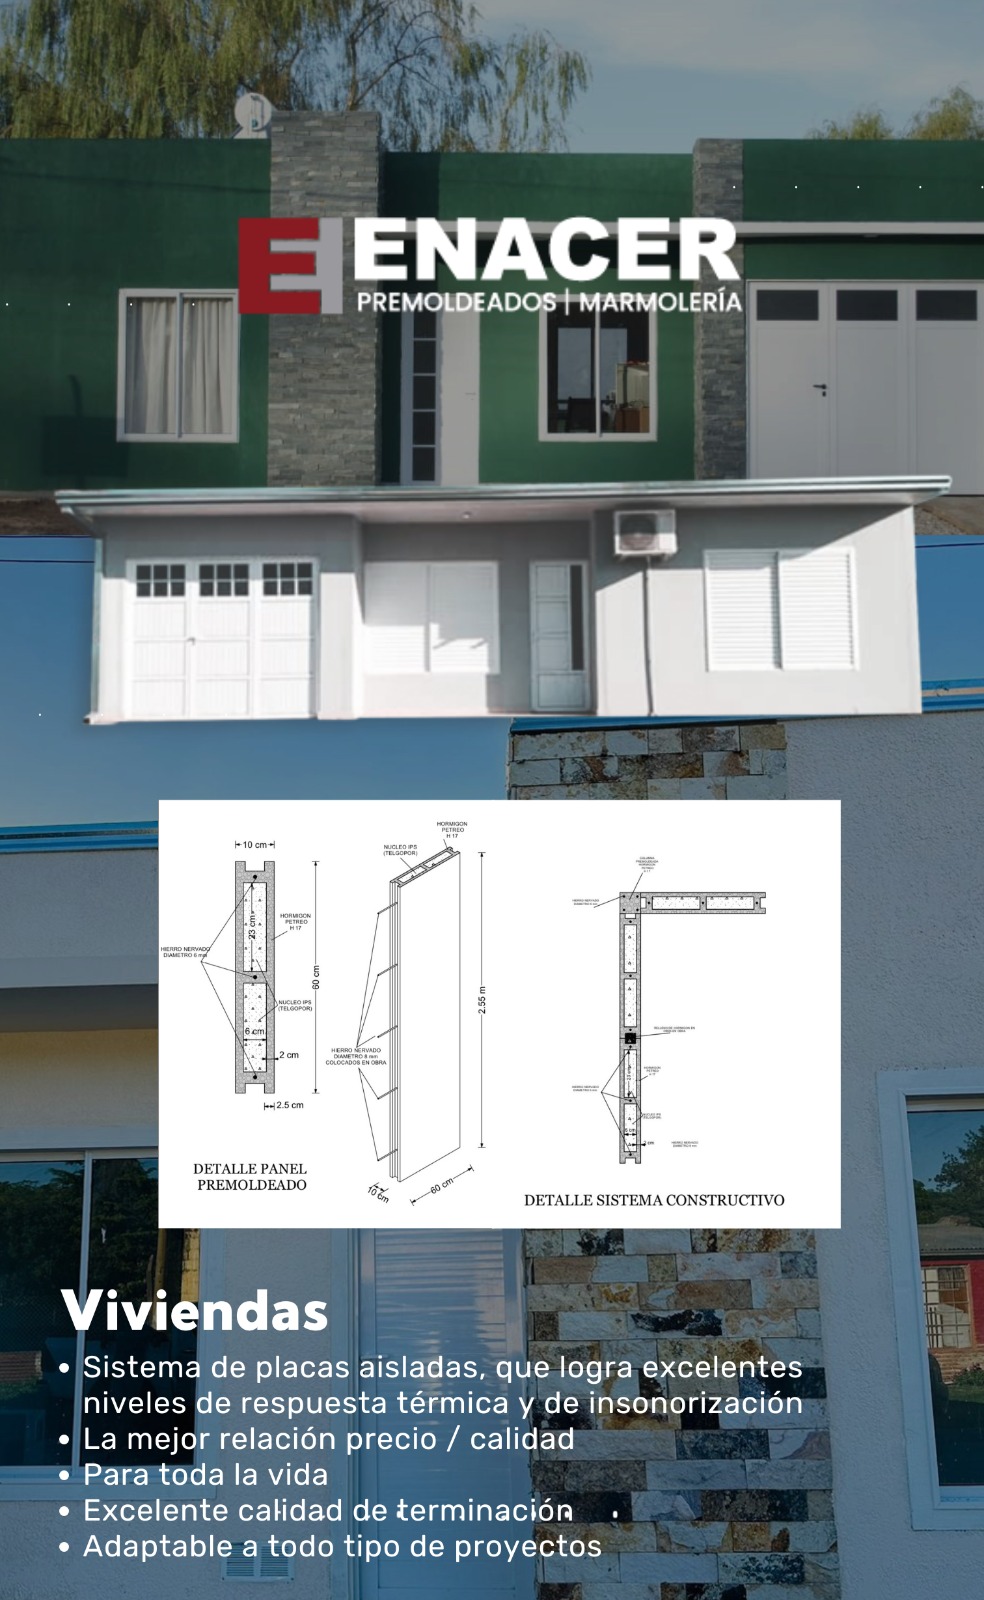 ENACER
PREMOLDEADOS | MARMOLERÍA
10 cm
HIERRO NERVADO
DIAMETRO 8 mm
23 cm
HORMIGON
PETREO
H 17
NUCLEO IPS
(TELGOPOR)
6 cm
2 cm
2.5 cm
60 cm
DETALLE PANEL
PREMOLDEADO
NUCLEO IPS
(TELGOPOR)
HORMIGON
PETREO
H 17
HIERRO NERVADO
DIAMETRO 8 mm
COLOCADOS EN OBRA
2.55 m
10 cm
60 cm
DETALLE SISTEMA CONSTRUCTIVO
Viviendas
• Sistema de placas aisladas, que logra excelentes
niveles de respuesta térmica y de insonorización
• La mejor relación precio / calidad
• Para toda la vida
• Excelente calidad de terminación
• Adaptable a todo tipo de proyectos